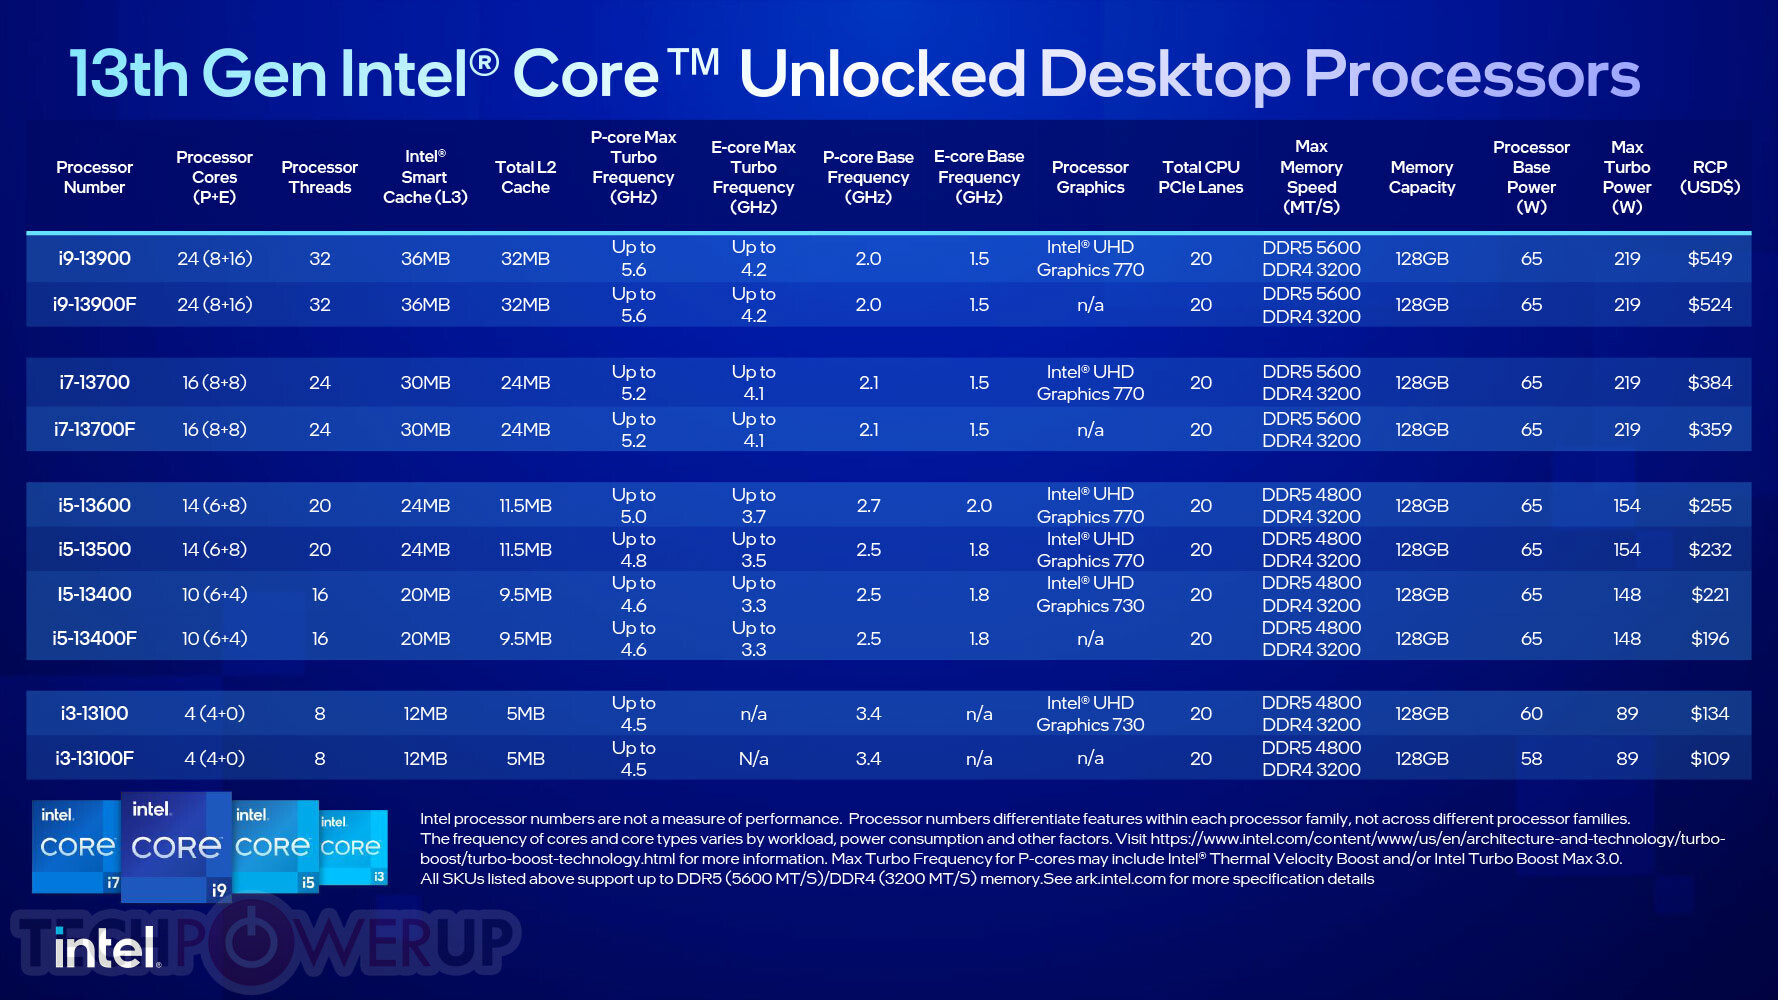 13th Gen Intel® Core™ Unlocked Desktop Processors
Processor Number | Processor Cores (P+E) | Processor Threads | Intel® Smart Cache (L3) | Total L2 Cache | P-core Max Turbo Frequency (GHz) | E-core Max Turbo Frequency (GHz) | P-core Base Frequency (GHz) | E-core Base Frequency (GHz) | Processor Graphics | Total CPU PCIe Lanes | Max Memory Speed (MT/S) | Memory Capacity | Processor Base Power (W) | Max Turbo Power (W) | RCP (USD$)
i9-13900 | 24 (8+16) | 32 | 36MB | 32MB | Up to 5.6 | Up to 4.2 | 2.0 | 1.5 | Intel® UHD Graphics 770 | 20 | DDR5 5600 DDR4 3200 | 128GB | 65 | 219 | $549
i9-13900F | 24 (8+16) | 32 | 36MB | 32MB | Up to 5.6 | Up to 4.2 | 2.0 | 1.5 | n/a | 20 | DDR5 5600 DDR4 3200 | 128GB | 65 | 219 | $524
i7-13700 | 16 (8+8) | 24 | 30MB | 24MB | Up to 5.2 | Up to 4.1 | 2.1 | 1.5 | Intel® UHD Graphics 770 | 20 | DDR5 5600 DDR4 3200 | 128GB | 65 | 219 | $384
i7-13700F | 16 (8+8) | 24 | 30MB | 24MB | Up to 5.2 | Up to 4.1 | 2.1 | 1.5 | n/a | 20 | DDR5 5600 DDR4 3200 | 128GB | 65 | 219 | $359
i5-13600 | 14 (6+8) | 20 | 24MB | 11.5MB | Up to 5.0 | Up to 3.7 | 2.7 | 2.0 | Intel® UHD Graphics 770 | 20 | DDR5 4800 DDR4 3200 | 128GB | 65 | 154 | $255
i5-13500 | 14 (6+8) | 20 | 24MB | 11.5MB | Up to 4.8 | Up to 3.5 | 2.5 | 1.8 | Intel® UHD Graphics 770 | 20 | DDR5 4800 DDR4 3200 | 128GB | 65 | 154 | $232
I5-13400 | 10 (6+4) | 16 | 20MB | 9.5MB | Up to 4.6 | Up to 3.3 | 2.5 | 1.8 | Intel® UHD Graphics 730 | 20 | DDR5 4800 DDR4 3200 | 128GB | 65 | 148 | $221
i5-13400F | 10 (6+4) | 16 | 20MB | 9.5MB | Up to 4.6 | Up to 3.3 | 2.5 | 1.8 | n/a | 20 | DDR5 4800 DDR4 3200 | 128GB | 65 | 148 | $196
i3-13100 | 4 (4+0) | 8 | 12MB | 5MB | Up to 4.5 | n/a | 3.4 | n/a | Intel® UHD Graphics 730 | 20 | DDR5 4800 DDR4 3200 | 128GB | 60 | 89 | $134
i3-13100F | 4 (4+0) | 8 | 12MB | 5MB | Up to 4.5 | N/a | 3.4 | n/a | n/a | 20 | DDR5 4800 DDR4 3200 | 128GB | 58 | 89 | $109
intel. CORE i7
intel. CORE i9
intel. CORE i5
intel. CORE i3
Intel processor numbers are not a measure of performance. Processor numbers differentiate features within each processor family, not across different processor families.
The frequency of cores and core types varies by workload, power consumption and other factors. Visit https://www.intel.com/content/www/us/en/architecture-and-technology/turbo-
boost/turbo-boost-technology.html for more information. Max Turbo Frequency for P-cores may include Intel® Thermal Velocity Boost and/or Intel Turbo Boost Max 3.0.
All SKUs listed above support up to DDR5 (5600 MT/S)/DDR4 (3200 MT/S) memory.See ark.intel.com for more specification details
TECHPOWERUP
intel®